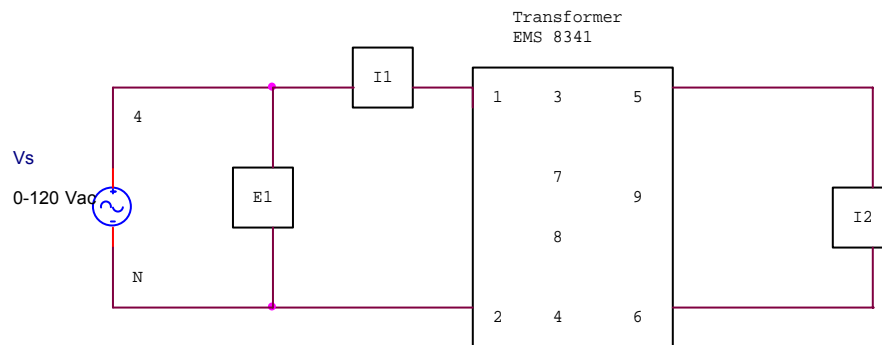 Transformer
EMS 8341
I1
1 3 5
4
Vs
0-120 Vac
E1
7
9
I2
8
N
2 4 6